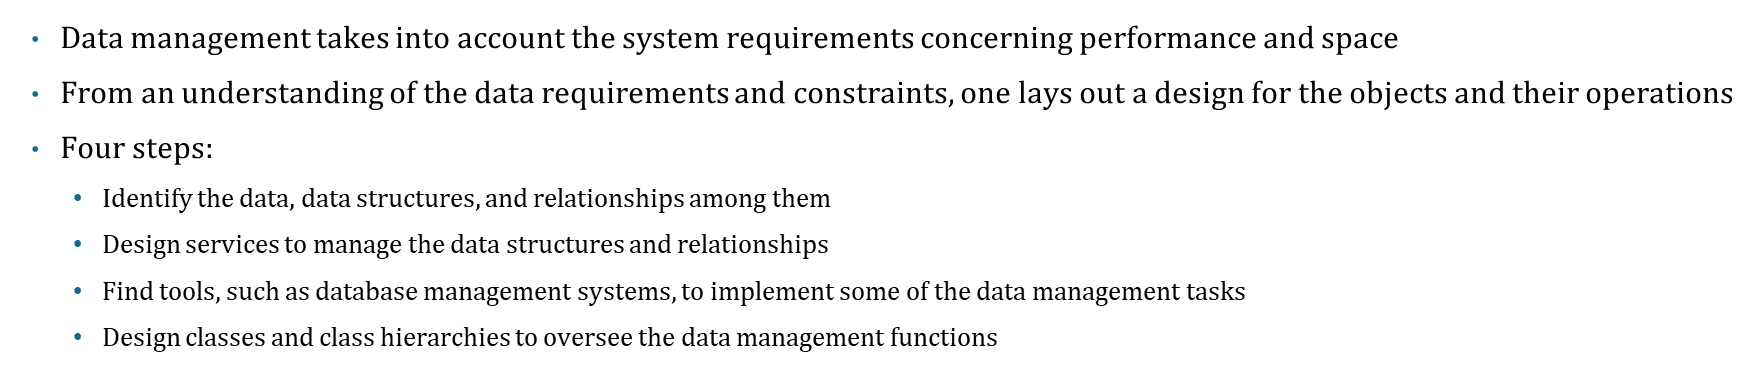 • Data management takes into account the system requirements concerning performance and space
• From an understanding of the data requirements and constraints, one lays out a design for the objects and their operations
• Four steps:
• Identify the data, data structures, and relationships among them
• Design services to manage the data structures and relationships
• Find tools, such as database management systems, to implement some of the data management tasks
• Design classes and class hierarchies to oversee the data management functions